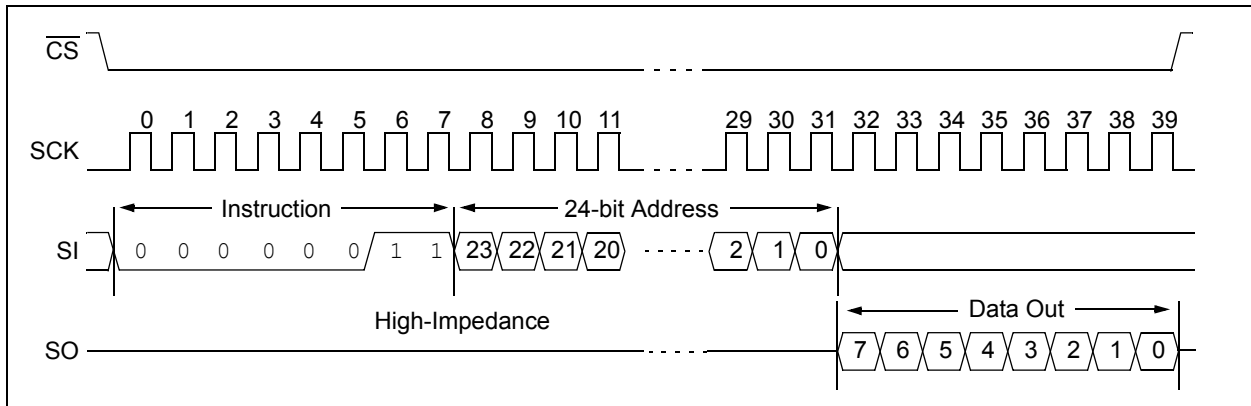 CS
0 1 2 3 4 5 6 7 8 9 10 11 29 30 31 32 33 34 35 36 37 38 39
SCK
Instruction 24-bit Address
SI 0 0 0 0 0 0 1 1 23 22 21 20 2 1 0
High-Impedance Data Out
SO 7 6 5 4 3 2 1 0